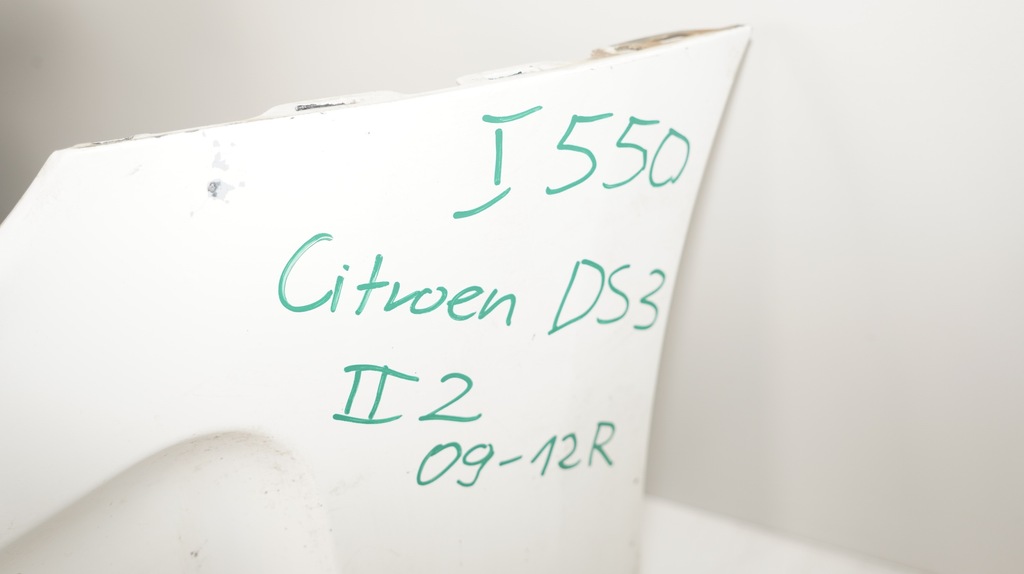 I 550
Citroen DS3
II 2
09-12R